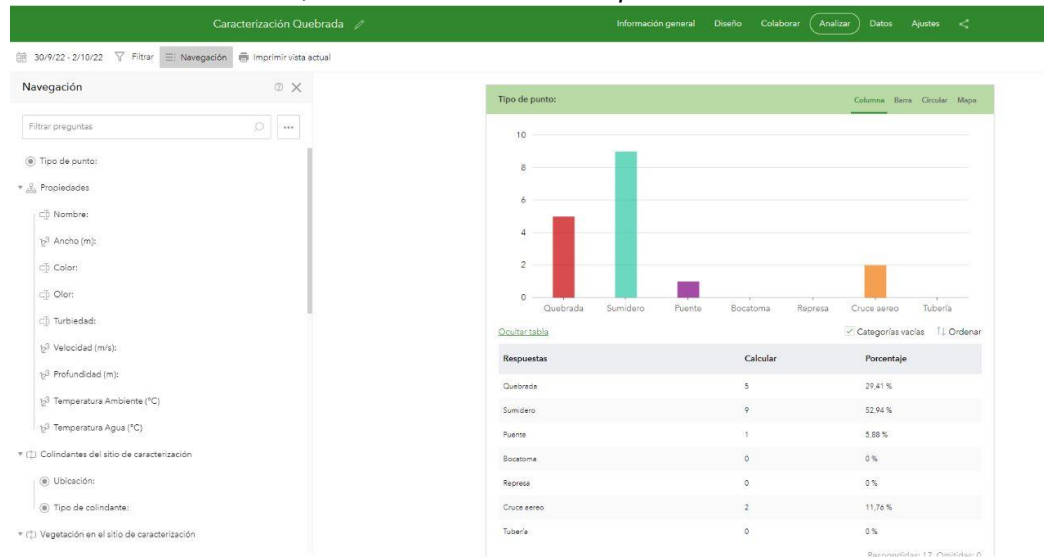 Caracterización Quebrada
Información general Diseño Colaborar Analizar Datos Ajustes
30/9/22 - 2/10/22 Filtrar Navegación Imprimir vista actual
Navegación
Filtrar preguntas
Tipo de punto:
Propiedades
Nombre:
Ancho (m):
Color:
Olor:
Turbiedad:
Velocidad (m/s):
Profundidad (m):
Temperatura Ambiente (°C)
Temperatura Agua (°C)
Colindantes del sitio de caracterización
Ubicación:
Tipo de colindante:
Vegetación en el sitio de caracterización
Tipo de punto: Columna Barra Circular Mapa
10
8
6
4
2
0
Quebrada Sumidero Puente Bocatoma Represa Cruce aereo Tubería
Ocultar tabla Categorías vacías Ordenar
Respuestas Calcular Porcentaje
Quebrada 5 29,41 %
Sumidero 9 52,94 %
Puente 1 5,88 %
Bocatoma 0 0 %
Represa 0 0 %
Cruce aereo 2 11,76 %
Tubería 0 0 %
Respondidas: 17 Omitidas: 0